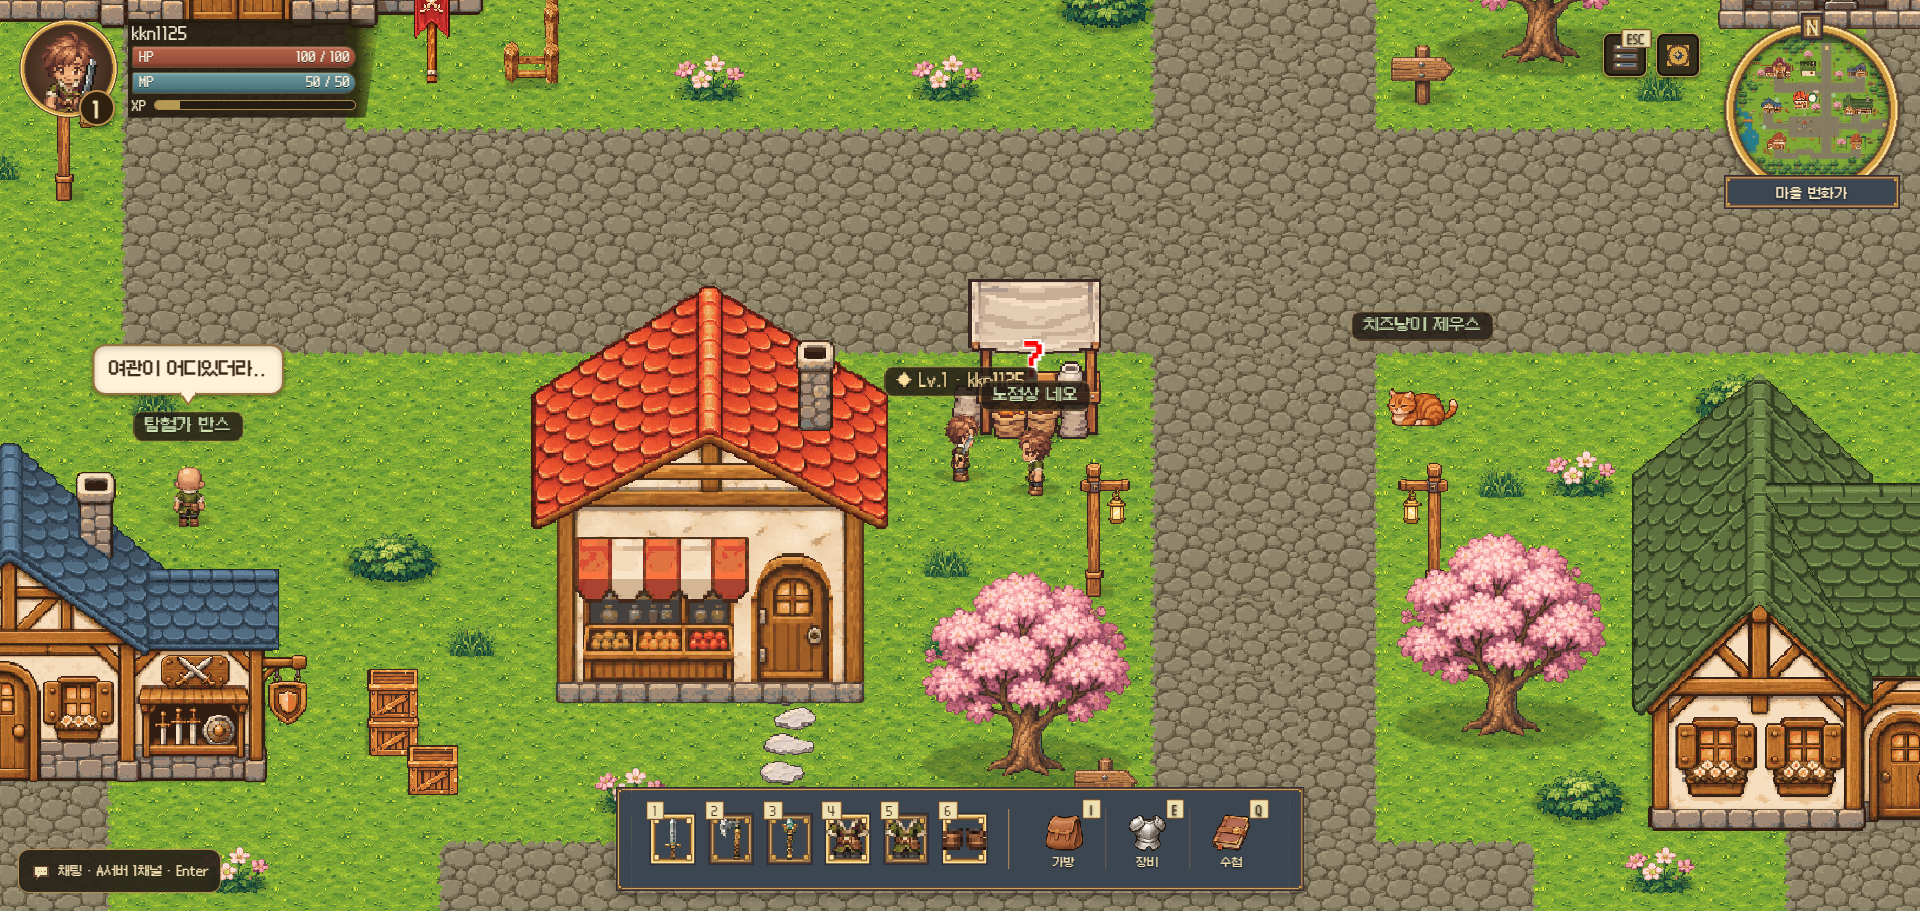 kkn1125
HP 100 / 100
MP 50 / 50
XP
1
ESC
N
마을 번화가
치즈냥이 제우스
여관이 어디있더라..
탐험가 반스
?
Lv.1 · kkn1125
노점상 네오
1 2 3 4 5 6 I E Q
가방 장비 수첩
채팅 · A서버 1채널 · Enter